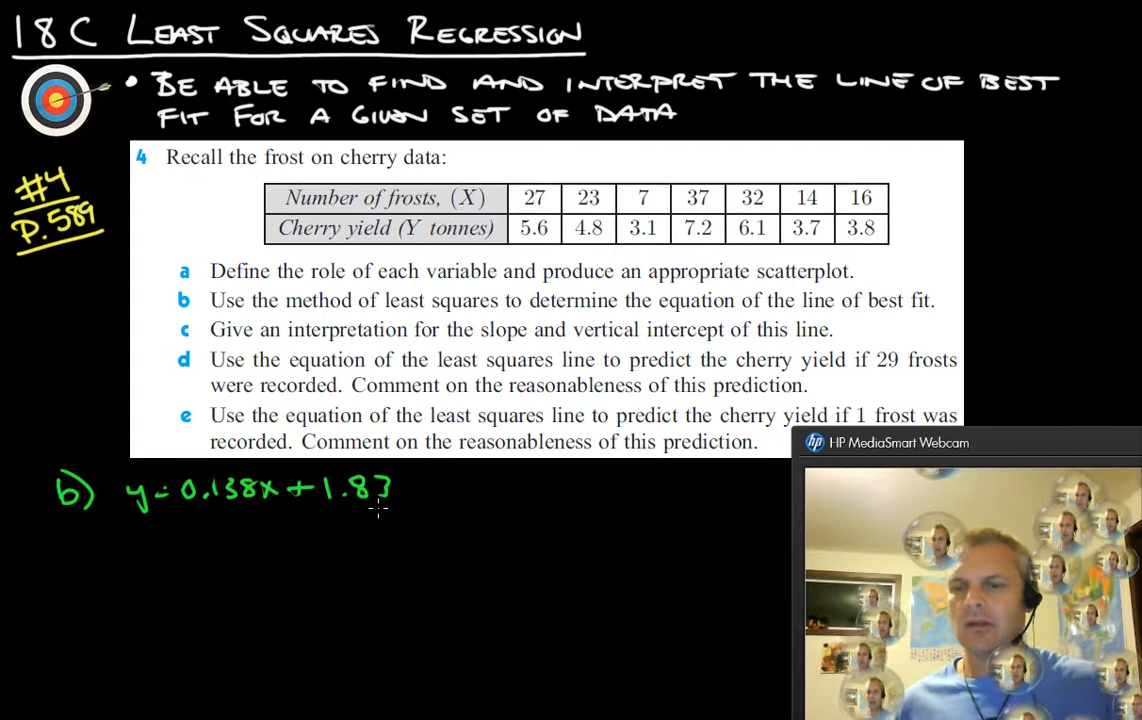 18C LEAST SQUARES REGRESSION
• BE ABLE TO FIND AND INTERPRET THE LINE OF BEST
FIT FOR A GIVEN SET OF DATA
#4
P. 589
4 Recall the frost on cherry data:
Number of frosts, (X) 27 23 7 37 32 14 16
Cherry yield (Y tonnes) 5.6 4.8 3.1 7.2 6.1 3.7 3.8
a Define the role of each variable and produce an appropriate scatterplot.
b Use the method of least squares to determine the equation of the line of best fit.
c Give an interpretation for the slope and vertical intercept of this line.
d Use the equation of the least squares line to predict the cherry yield if 29 frosts
were recorded. Comment on the reasonableness of this prediction.
e Use the equation of the least squares line to predict the cherry yield if 1 frost was
recorded. Comment on the reasonableness of this prediction.
hp HP MediaSmart Webcam
b) y=0.138x+1.83